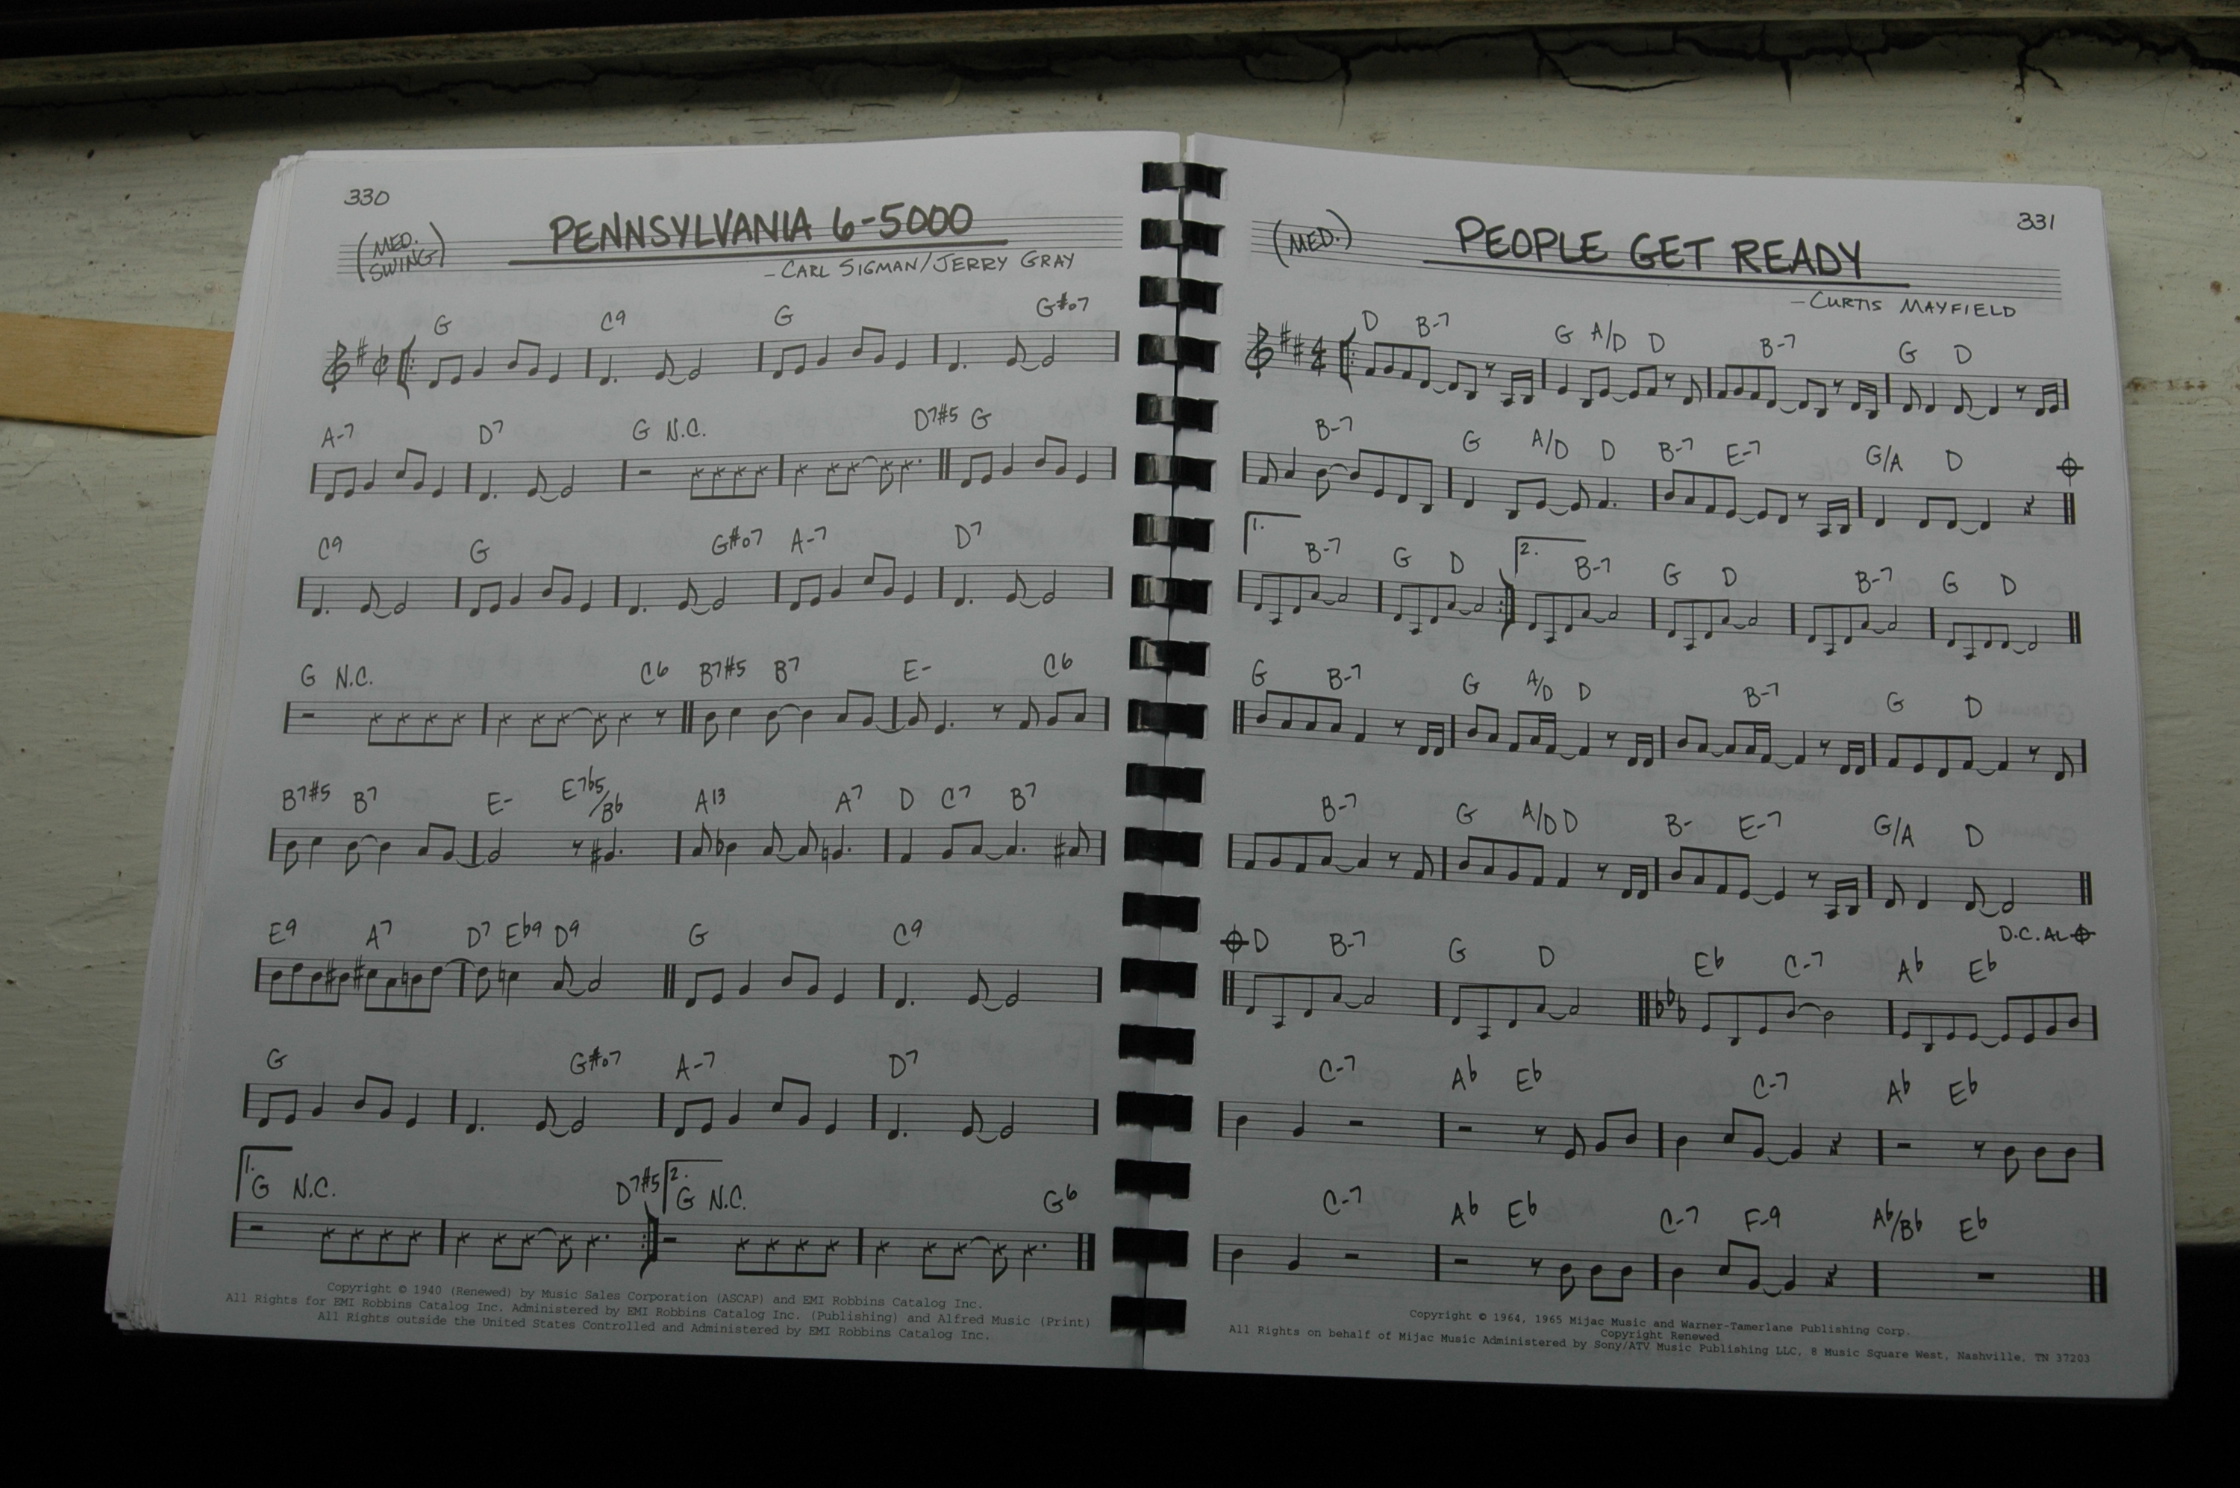 330
(MED. SWING)
PENNSYLVANIA 6-5000
- CARL SIGMAN/JERRY GRAY
G C9 G G#o7
A-7 D7 G N.C. D7#5 G
C9 G G#o7 A-7 D7
G N.C. C6 B7#5 B7 E- C6
B7#5 B7 E- E7b5/Bb A13 A7 D C7 B7
E9 A7 D7 Eb9 D9 G C9
G G#o7 A-7 D7
1. G N.C. D7#5 2. G N.C. G6
Copyright © 1940 (Renewed) by Music Sales Corporation (ASCAP) and EMI Robbins Catalog Inc.
All Rights for EMI Robbins Catalog Inc. Administered by EMI Robbins Catalog Inc. (Publishing) and Alfred Music (Print)
All Rights outside the United States Controlled and Administered by EMI Robbins Catalog Inc.
331
(MED.)
PEOPLE GET READY
- CURTIS MAYFIELD
D B-7 G A/D D B-7 G D
4 4
B-7 G A/D D B-7 E-7 G/A D
1. B-7 G D 2. B-7 G D B-7 G D
G B-7 G A/D D B-7 G D
B-7 G A/D D B- E-7 G/A D
D.C. AL
D B-7 G D Eb C-7 Ab Eb
C-7 Ab Eb C-7 Ab Eb
C-7 Ab Eb C-7 F-9 Ab/Bb Eb
Copyright © 1964, 1965 Mijac Music and Warner-Tamerlane Publishing Corp.
Copyright Renewed
All Rights on behalf of Mijac Music Administered by Sony/ATV Music Publishing LLC, 8 Music Square West, Nashville, TN 37203